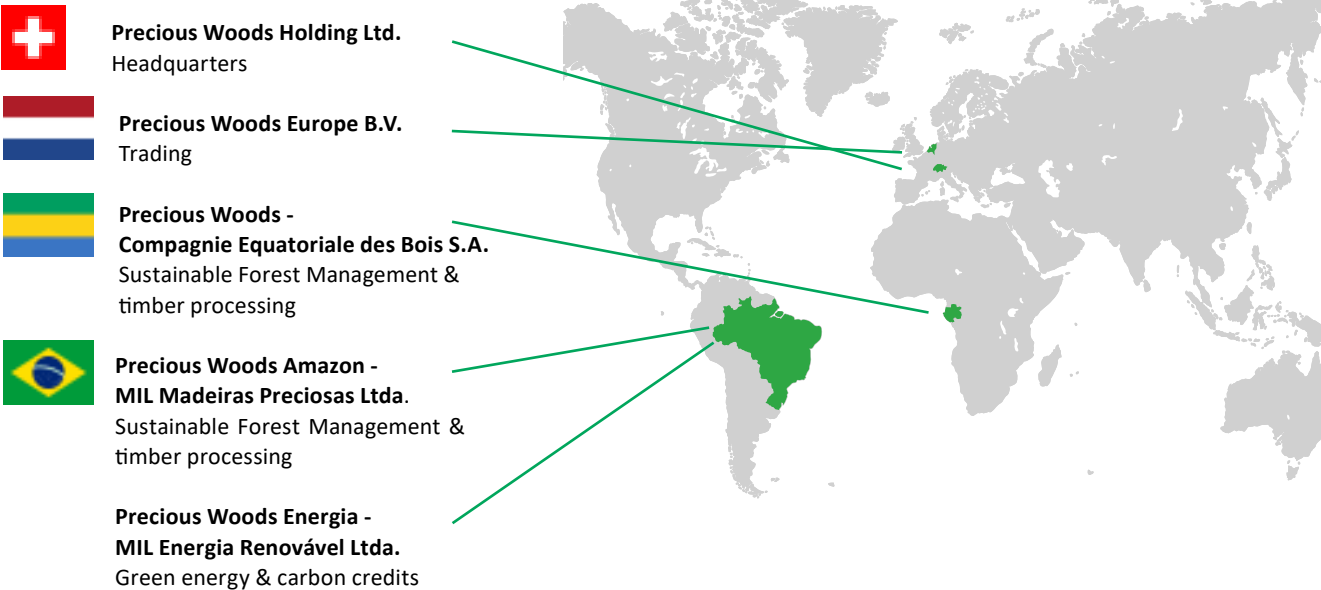 Precious Woods Holding Ltd.
Headquarters
Precious Woods Europe B.V.
Trading
Precious Woods -
Compagnie Equatoriale des Bois S.A.
Sustainable Forest Management &
timber processing
Precious Woods Amazon -
MIL Madeiras Preciosas Ltda.
Sustainable Forest Management &
timber processing
Precious Woods Energia -
MIL Energia Renovável Ltda.
Green energy & carbon credits